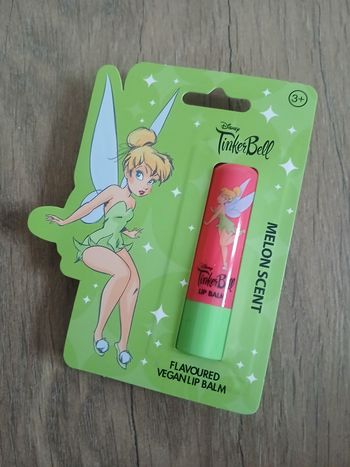 3+
Disney
TinkerBell
MELON SCENT
Disney
TinkerBell
LIP BALM
FLAVOURED
VEGAN LIP BALM